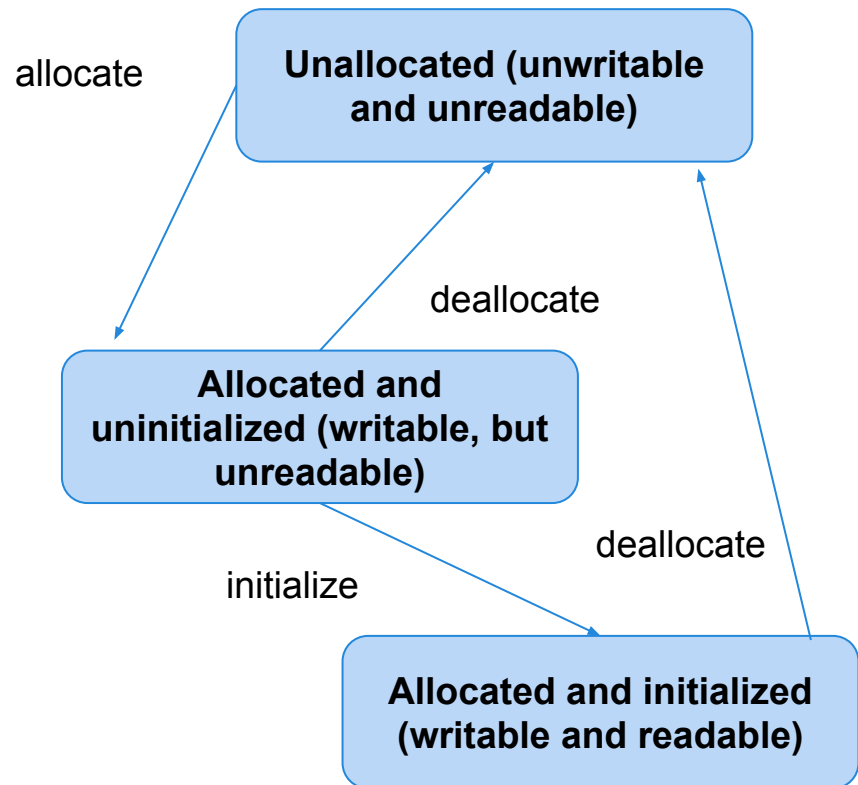 allocate
Unallocated (unwritable
and unreadable)
deallocate
Allocated and
uninitialized (writable, but
unreadable)
deallocate
initialize
Allocated and initialized
(writable and readable)